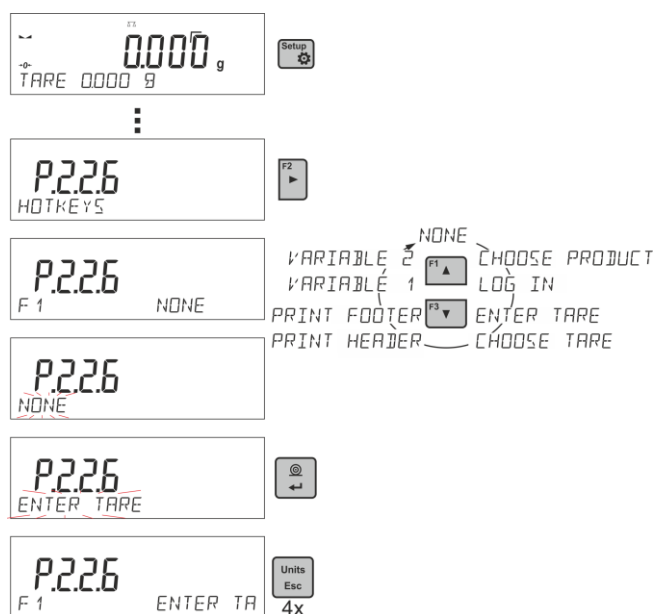 0.000 g
-0-
TARE 0.000 g
Setup
P.2.2.6
HOTKEYS
F2
P.2.2.6
F1 NONE
NONE
VARIABLE 2 F1 CHOOSE PRODUCT
VARIABLE 1 LOG IN
PRINT FOOTER F3 ENTER TARE
PRINT HEADER CHOOSE TARE
P.2.2.6
NONE
P.2.2.6
ENTER TARE
P.2.2.6
F1 ENTER TA
Units
Esc
4x